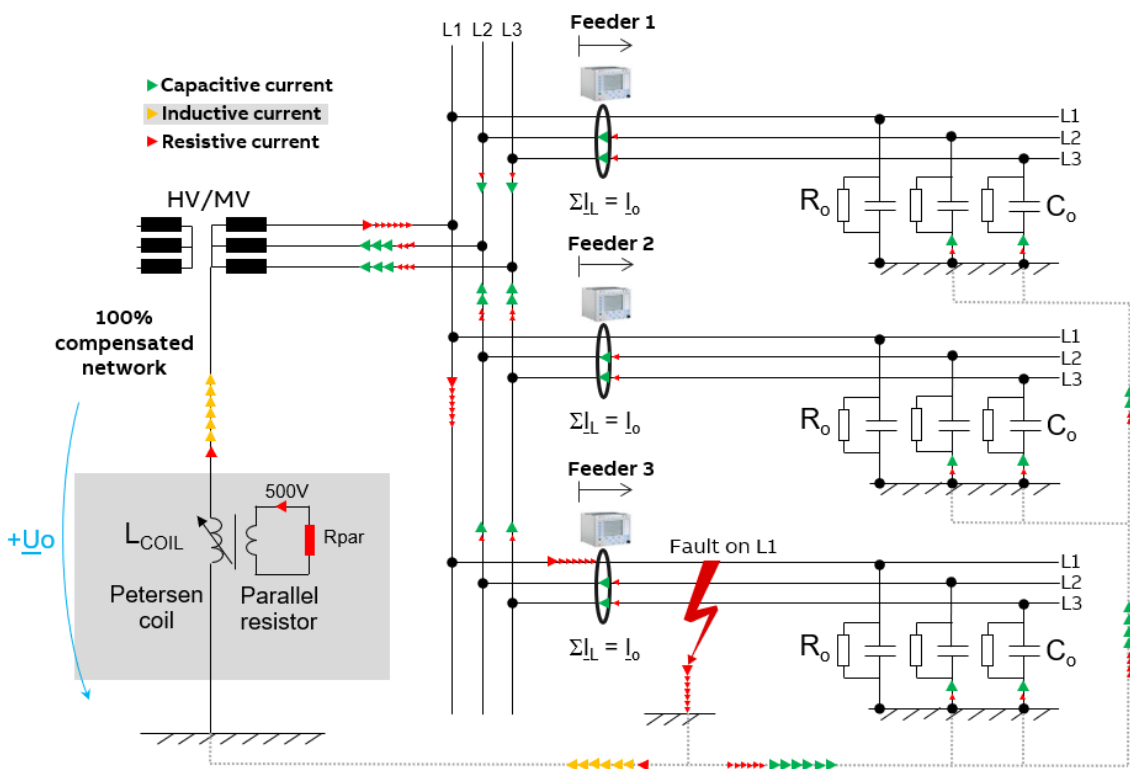 L1 L2 L3
Feeder 1
Capacitive current
Inductive current
Resistive current
HV/MV
L1
L2
L3
Ro
Co
ΣIL = Io
Feeder 2
100%
compensated
network
L1
L2
L3
Ro
Co
ΣIL = Io
Feeder 3
+Uo
LCOIL
500V
Rpar
Petersen
coil
Parallel
resistor
Fault on L1
L1
L2
L3
Ro
Co
ΣIL = Io